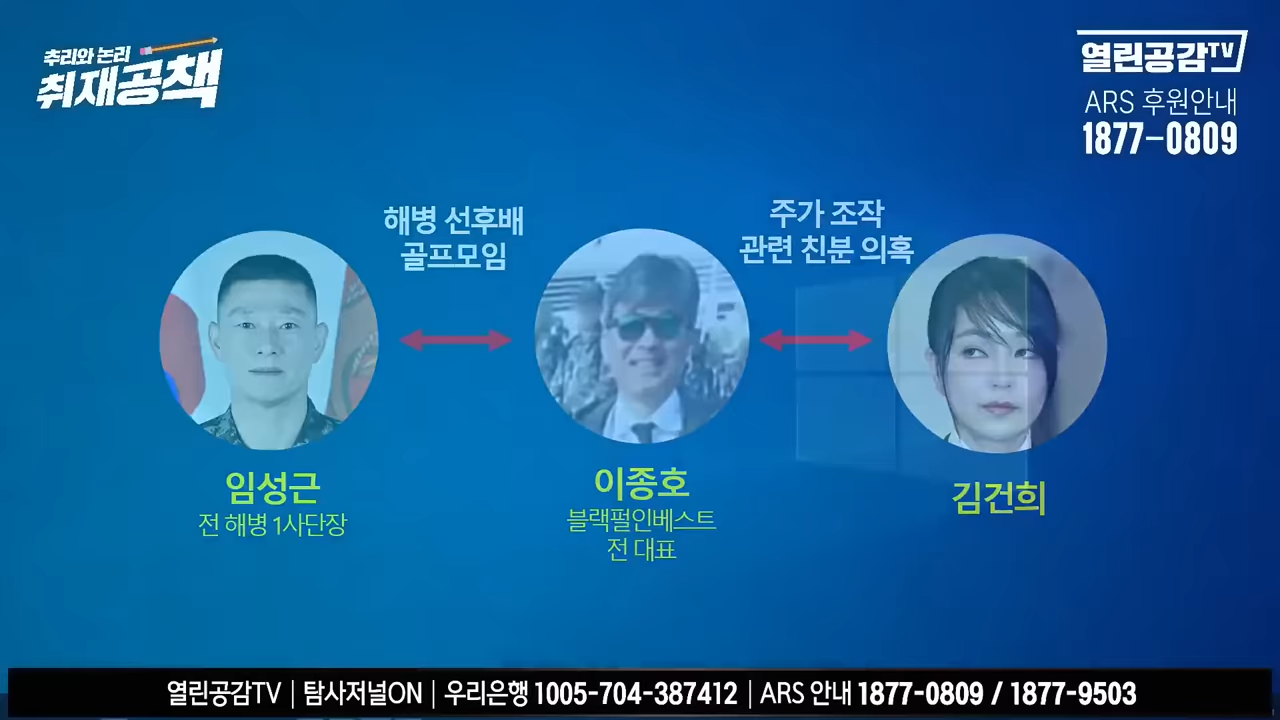 추리와 논리
취재공책
열린공감TV
ARS 후원안내
1877-0809
해병 선후배
골프모임
주가 조작
관련 친분 의혹
임성근
전 해병 1사단장
이종호
블랙펄인베스트
전 대표
김건희
열린공감TV | 탐사저널ON | 우리은행 1005-704-387412 | ARS 안내 1877-0809 / 1877-9503